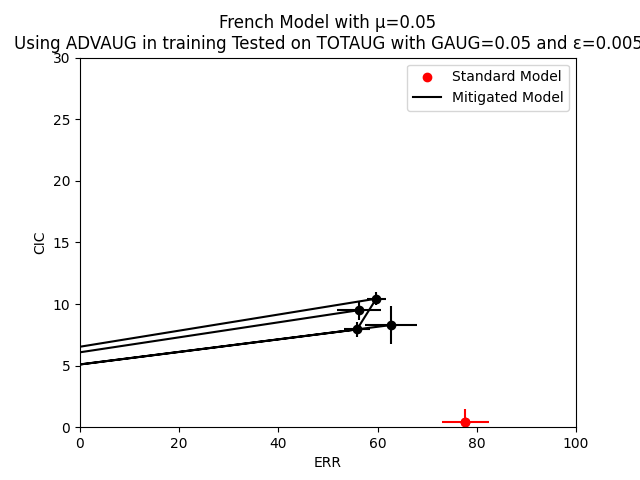 French Model with μ=0.05
Using ADVAUG in training Tested on TOTAUG with GAUG=0.05 and ε=0.005
30
25
20
15
10
5
0
CIC
Standard Model
Mitigated Model
0 20 40 60 80 100
ERR